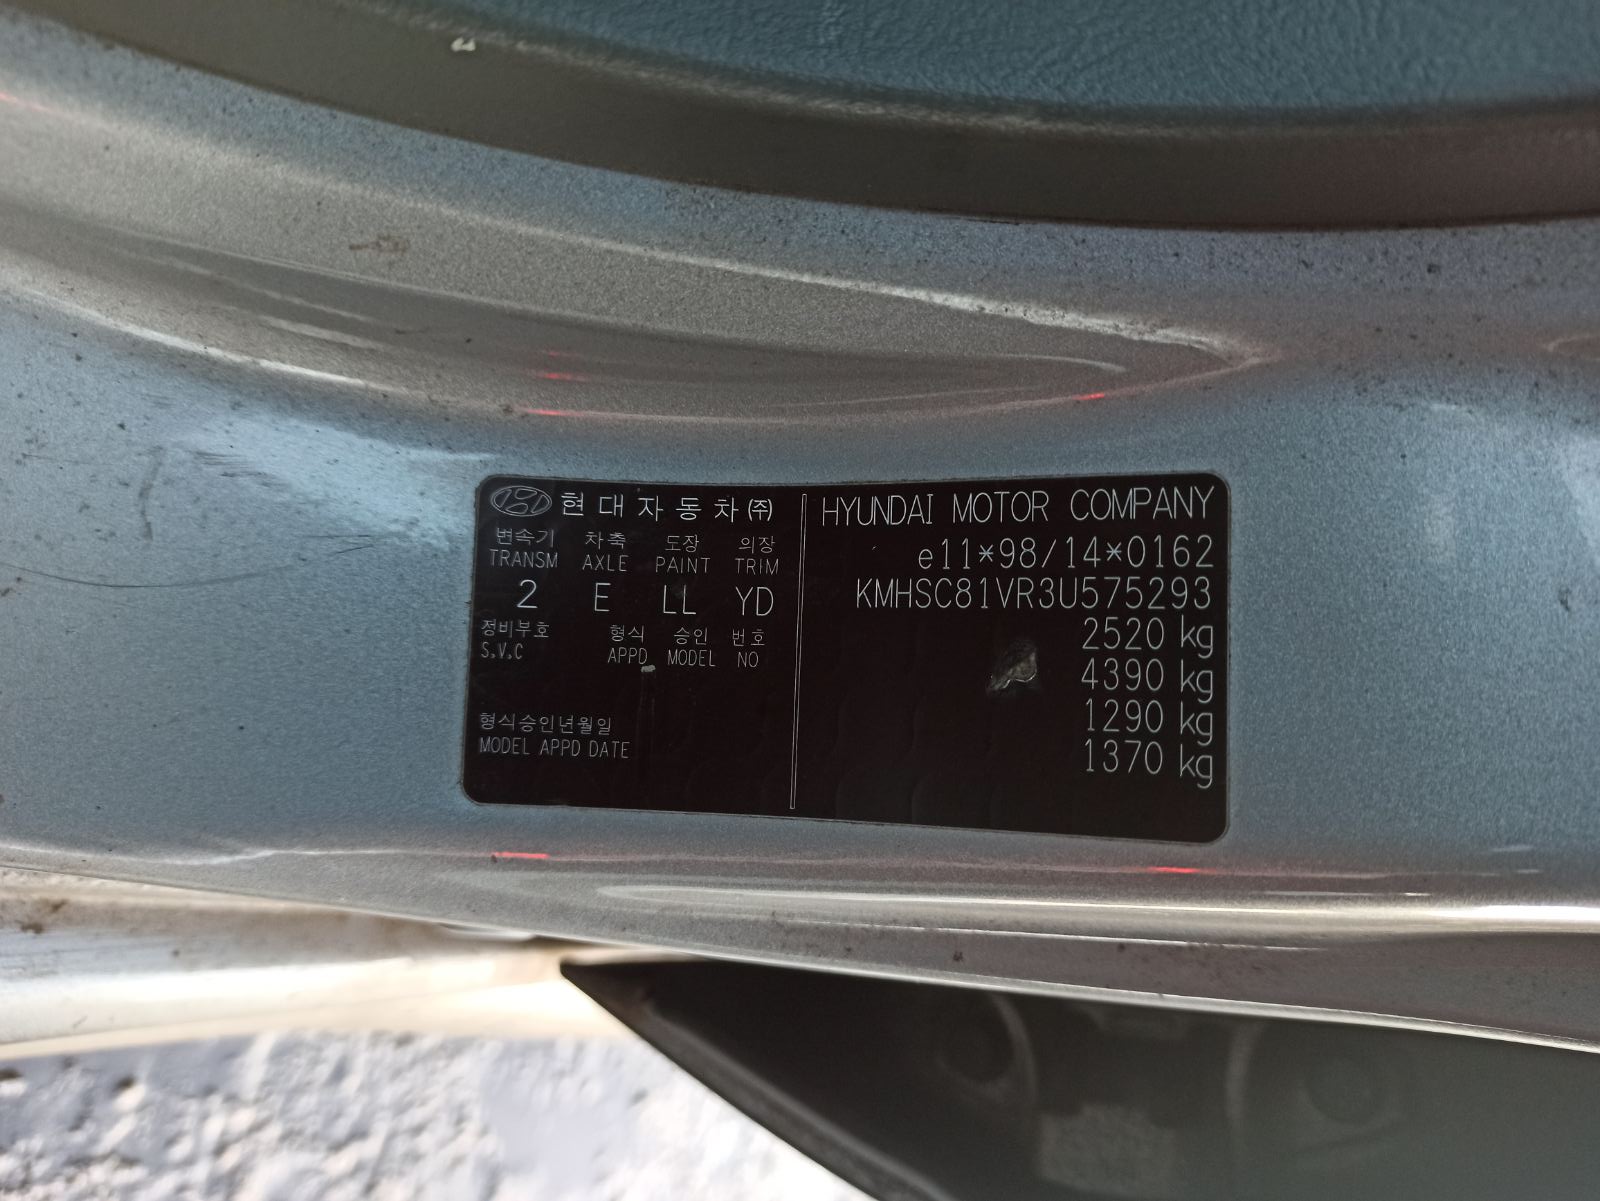 현대자동차㈜
변속기 차축 도장 의장
TRANSM AXLE PAINT TRIM
2 E LL YD
정비부호 형식 승인 번호
S.V.C APPD MODEL NO
형식승인년월일
MODEL APPD DATE
HYUNDAI MOTOR COMPANY
e11*98/14*0162
KMHSC81VR3U575293
2520 kg
4390 kg
1290 kg
1370 kg